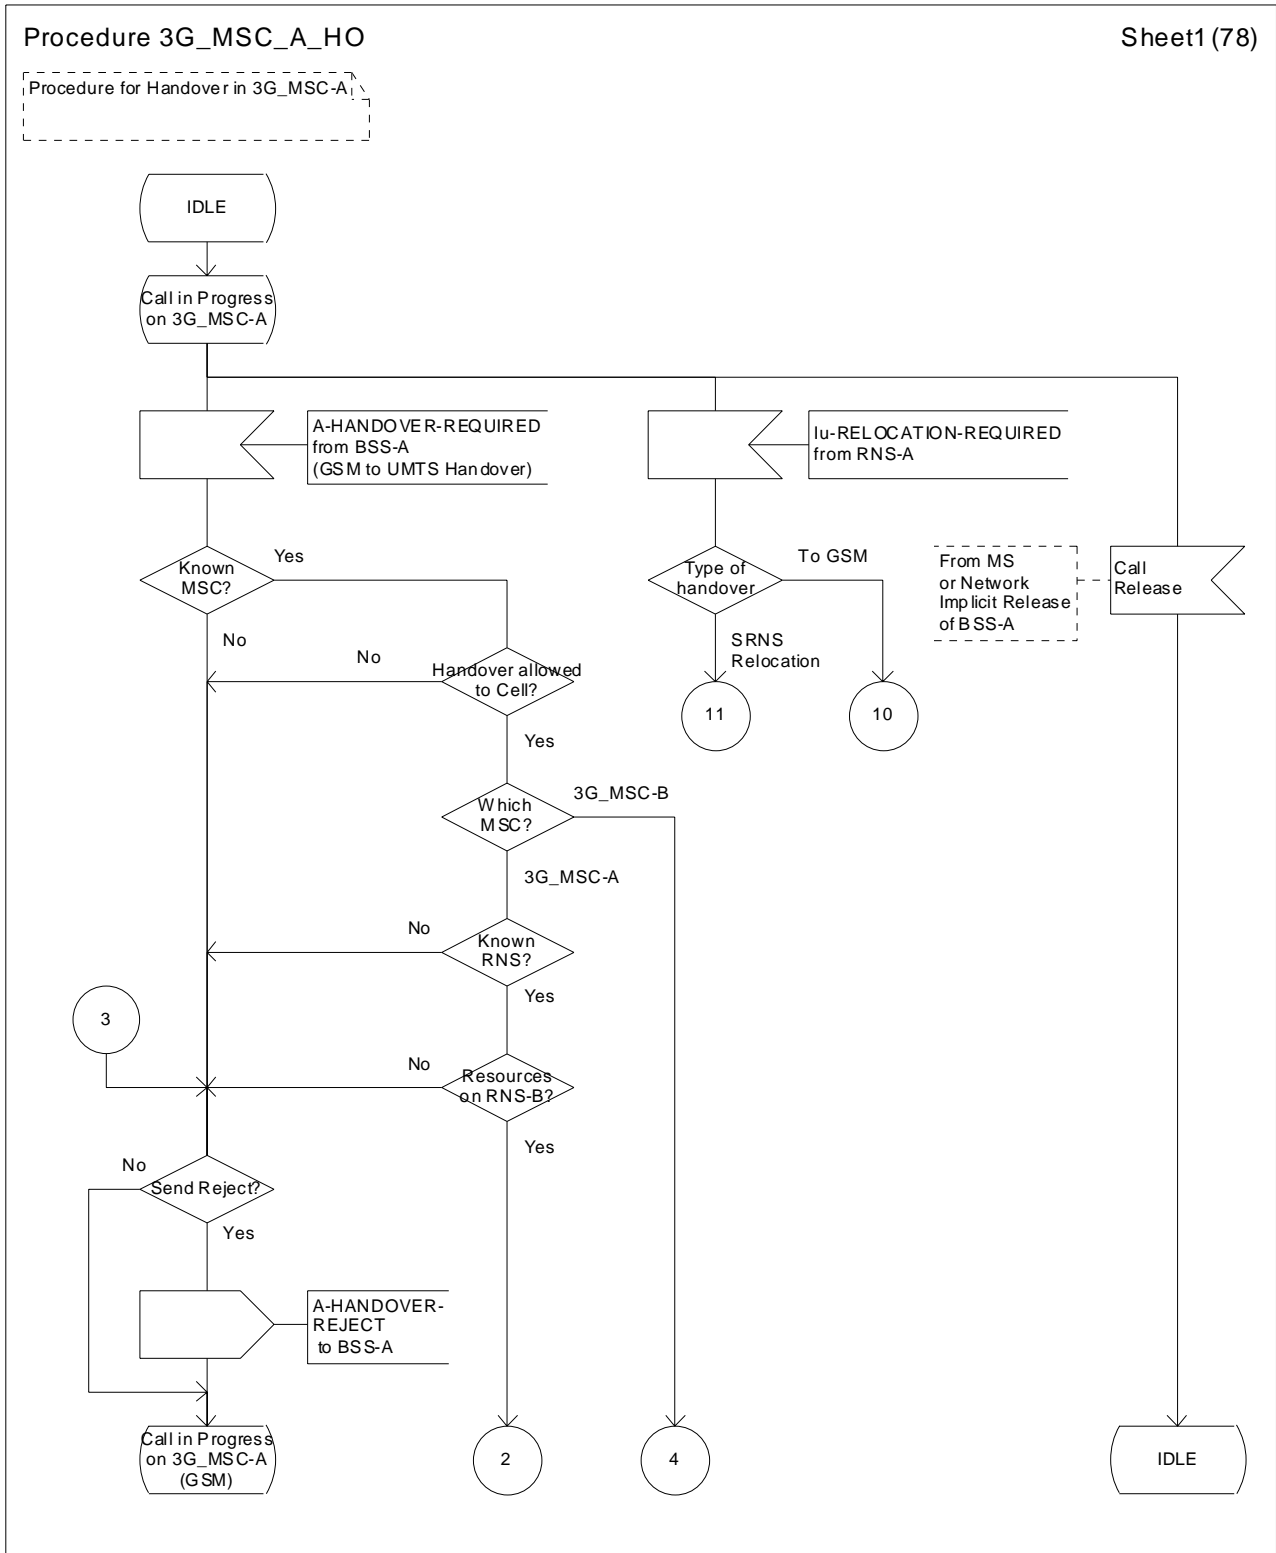 Procedure 3G_MSC_A_HO
Sheet1 (78)
Procedure for Handover in 3G_MSC-A
IDLE
Call in Progress
on 3G_MSC-A
A-HANDOVER-REQUIRED
from BSS-A
(GSM to UMTS Handover)
Iu-RELOCATION-REQUIRED
from RNS-A
Known
MSC?
Yes
No
Type of
handover
To GSM
SRNS
Relocation
From MS
or Network
Implicit Release
of BSS-A
Call
Release
No
Handover allowed
to Cell?
Yes
11
10
Which
MSC?
3G_MSC-B
3G_MSC-A
No
Known
RNS?
Yes
3
No
Resources
on RNS-B?
Yes
No
Send Reject?
Yes
A-HANDOVER-
REJECT
to BSS-A
Call in Progress
on 3G_MSC-A
(GSM)
2
4
IDLE